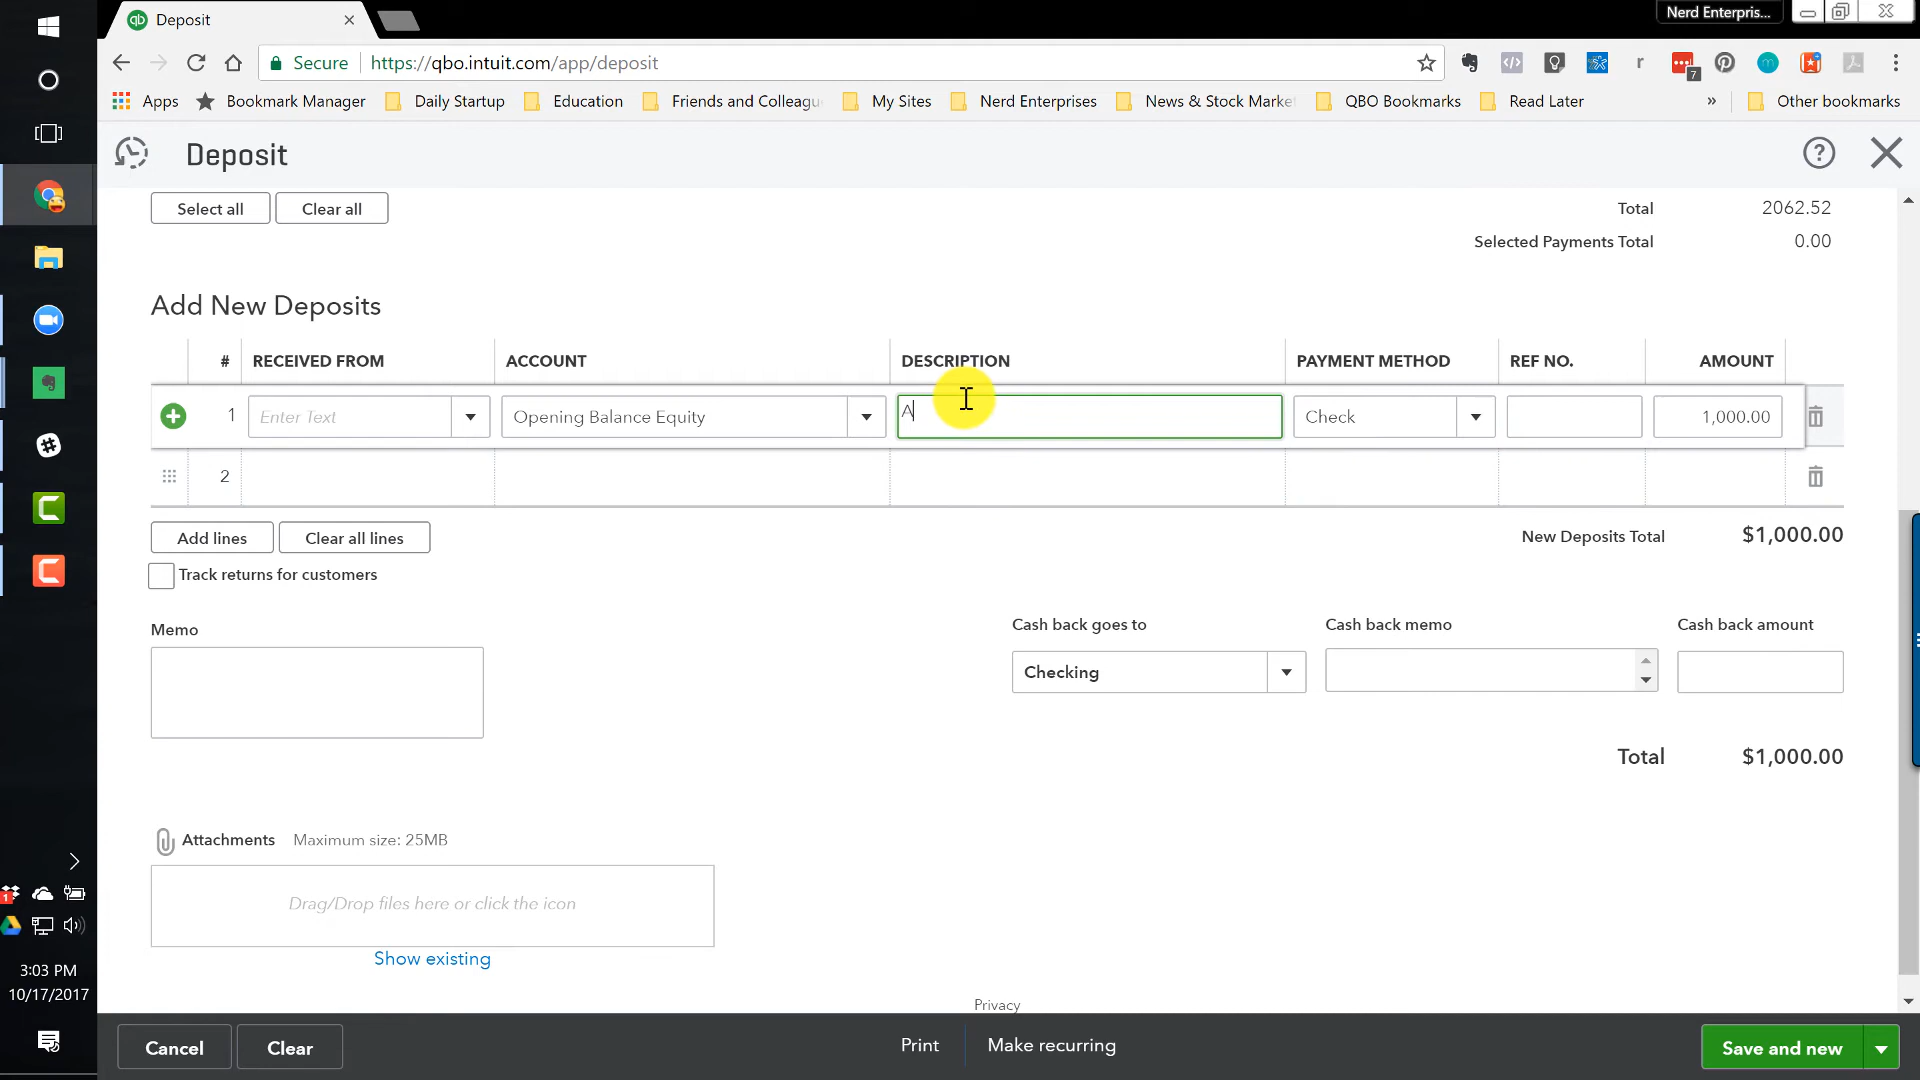 qb Deposit
Nerd Enterpris...
Secure https://qbo.intuit.com/app/deposit
7
Apps Bookmark Manager Daily Startup Education Friends and Colleagu My Sites Nerd Enterprises News & Stock Marke QBO Bookmarks Read Later » Other bookmarks
Deposit
Select all Clear all
Total 2062.52
Selected Payments Total 0.00
Add New Deposits
# RECEIVED FROM ACCOUNT DESCRIPTION PAYMENT METHOD REF NO. AMOUNT
1 Enter Text Opening Balance Equity A Check 1,000.00
2
Add lines Clear all lines New Deposits Total $1,000.00
Track returns for customers
Memo
Cash back goes to Cash back memo Cash back amount
Checking
Total $1,000.00
Attachments Maximum size: 25MB
Drag/Drop files here or click the icon
Show existing
Privacy
Cancel Clear Print Make recurring Save and new
1
3:03 PM
10/17/2017